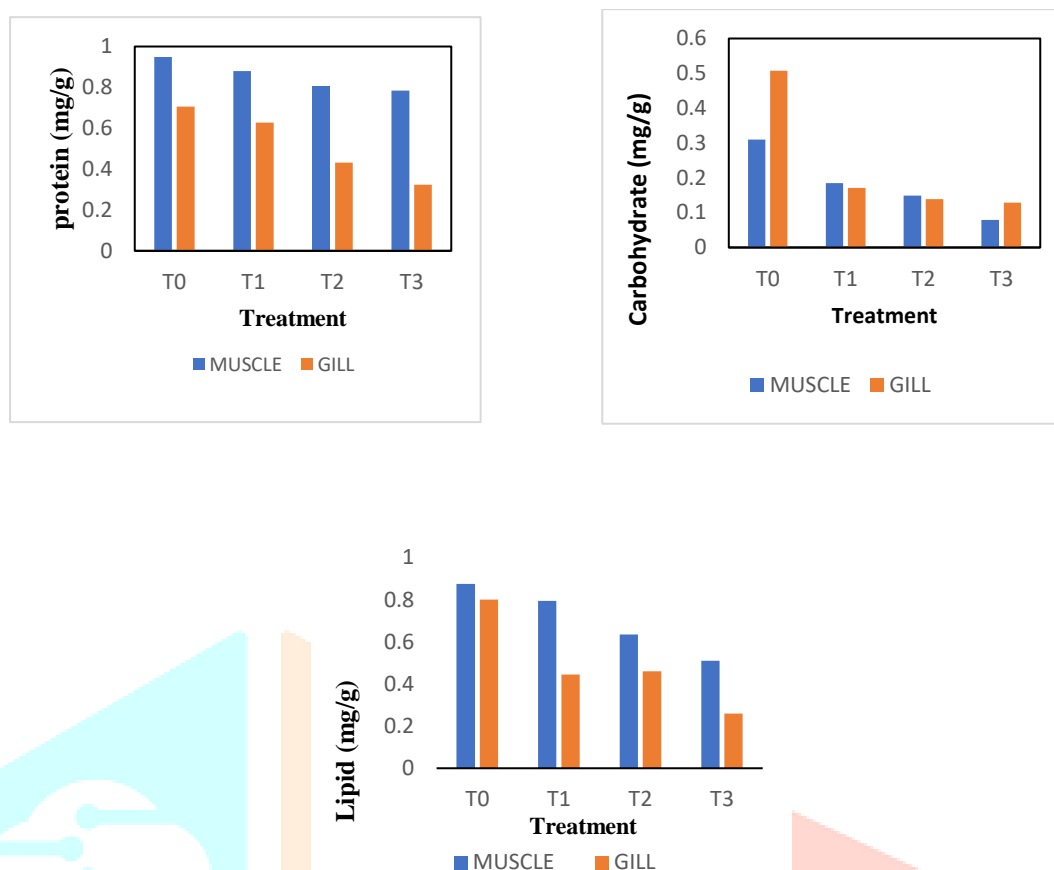 protein (mg/g)
1
0.8
0.6
0.4
0.2
0
T0 T1 T2 T3
Treatment
MUSCLE GILL
Carbohydrate (mg/g)
0.6
0.5
0.4
0.3
0.2
0.1
0
T0 T1 T2 T3
Treatment
MUSCLE GILL
Lipid (mg/g)
1
0.8
0.6
0.4
0.2
0
T0 T1 T2 T3
Treatment
MUSCLE GILL